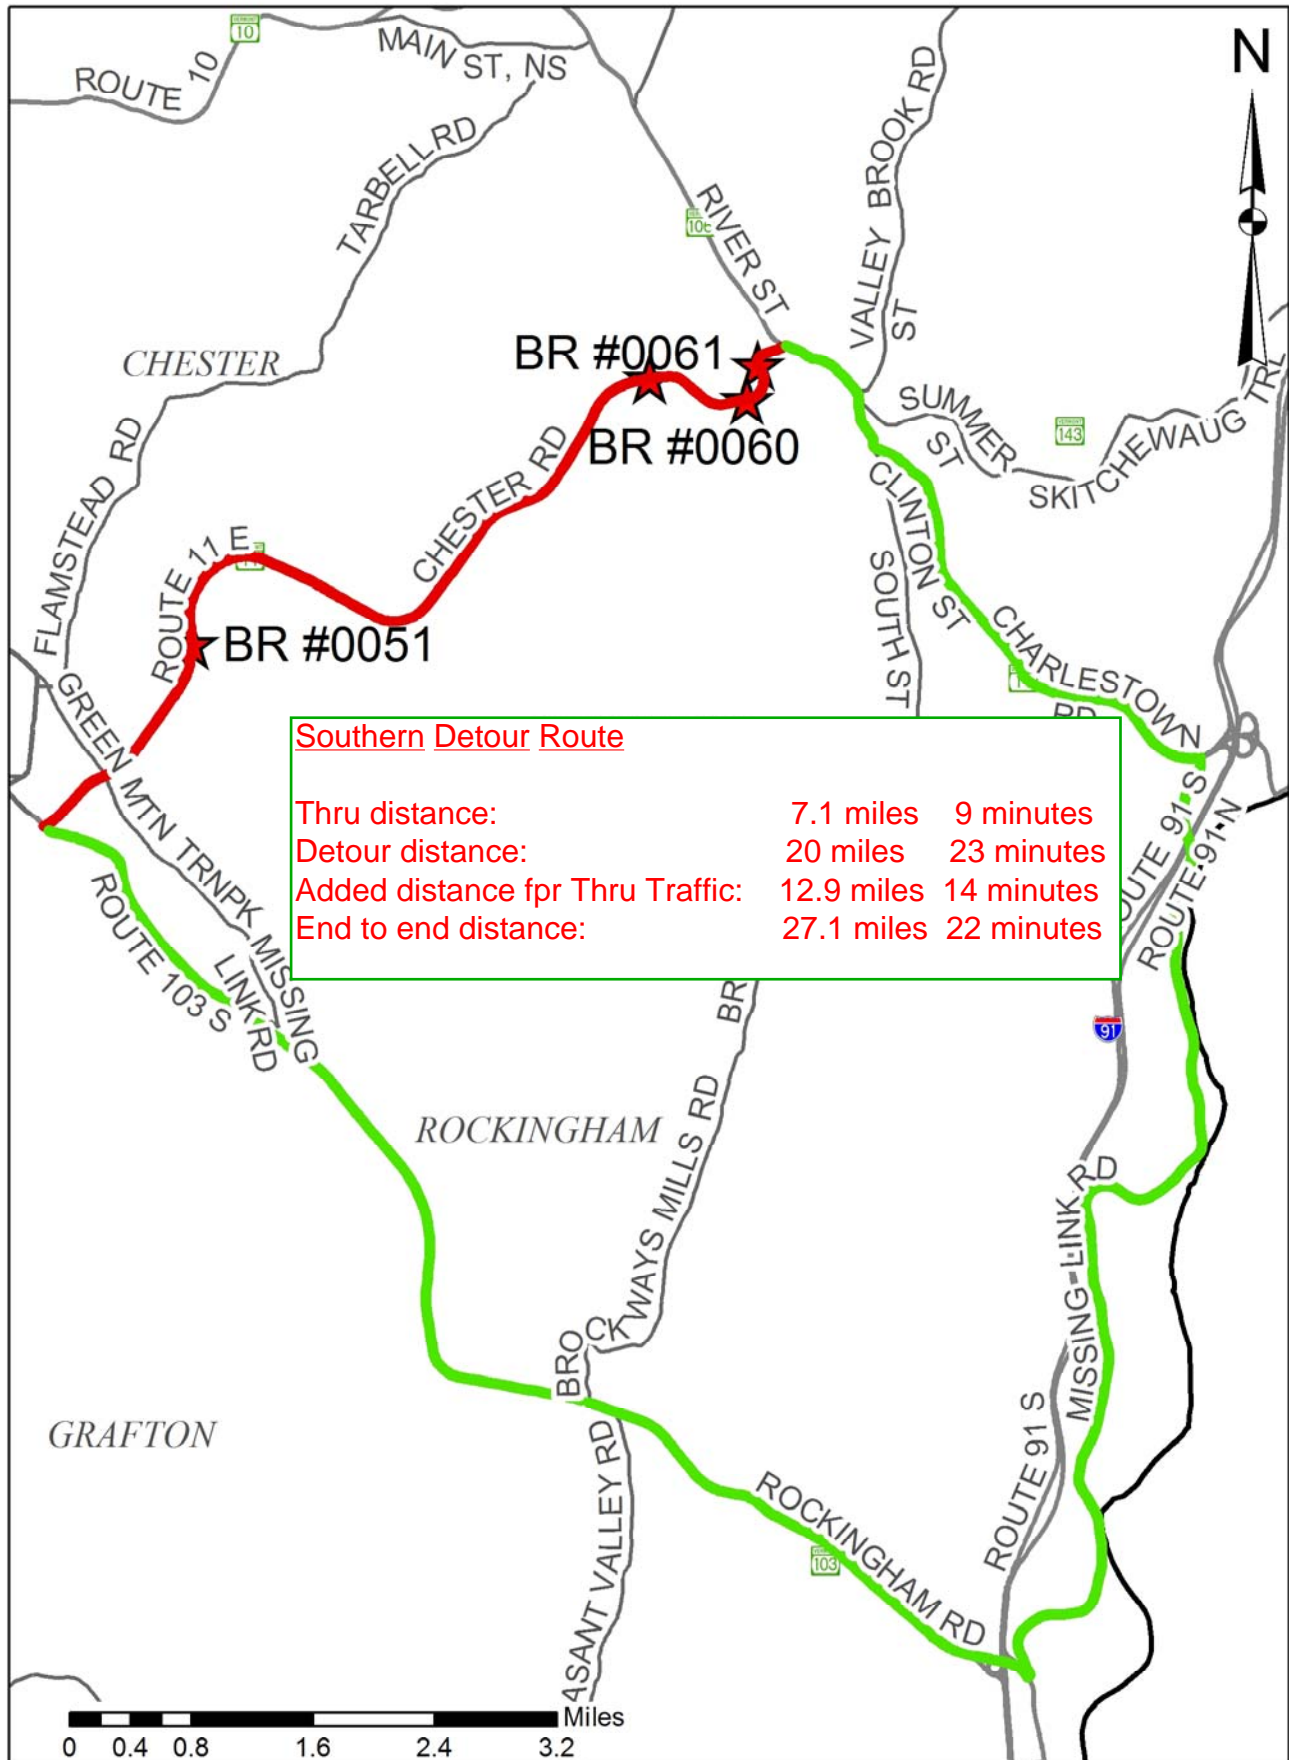 N
VERMONT
10
ROUTE 10
MAIN ST, NS
TARBELL RD
VALLEY BROOK RD
RIVER ST
ST
CHESTER
BR #0061
BR #0060
SUMMER ST
143
SKITCHEWAUG TRL
FLAMSTEAD RD
CHESTER RD
ROUTE 11 E
CLINTON ST
SOUTH ST
CHARLESTOWN RD
BR #0051
GREEN MTN TRNPK
MISSING LINK RD
Southern Detour Route
Thru distance: 7.1 miles 9 minutes
Detour distance: 20 miles 23 minutes
Added distance fpr Thru Traffic: 12.9 miles 14 minutes
End to end distance: 27.1 miles 22 minutes
OUTE 91 S
ROUTE 91 N
ROUTE 103 S
BR
91
ROCKINGHAM
BROCKWAYS MILLS RD
MISSING LINK RD
GRAFTON
ROUTE 91 S
ASANT VALLEY RD
ROCKINGHAM RD
103
Miles
0 0.4 0.8 1.6 2.4 3.2